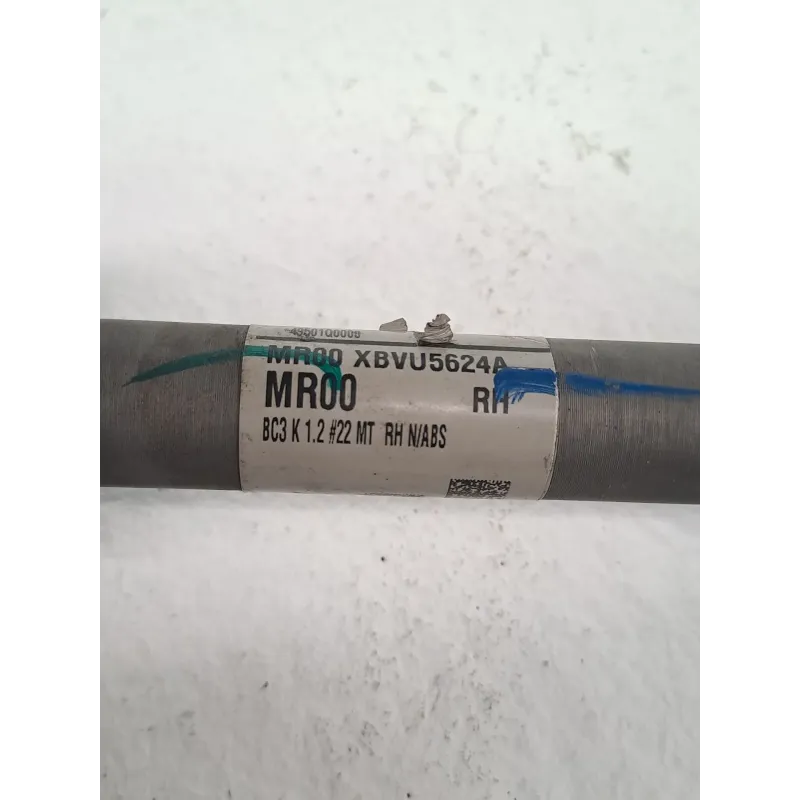 49501Q0000
MR00 XBVU5624A
MR00 RH
BC3 K 1.2 #22 MT RH N/ABS